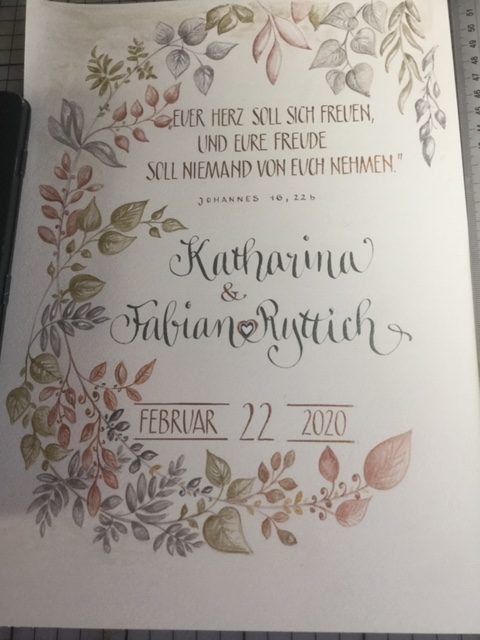 „EUER HERZ SOLL SICH FREUEN,
UND EURE FREUDE
SOLL NIEMAND VON EUCH NEHMEN."
JOHANNES 16, 22b
Katharina
&
Fabian Ryttich
FEBRUAR 22 2020